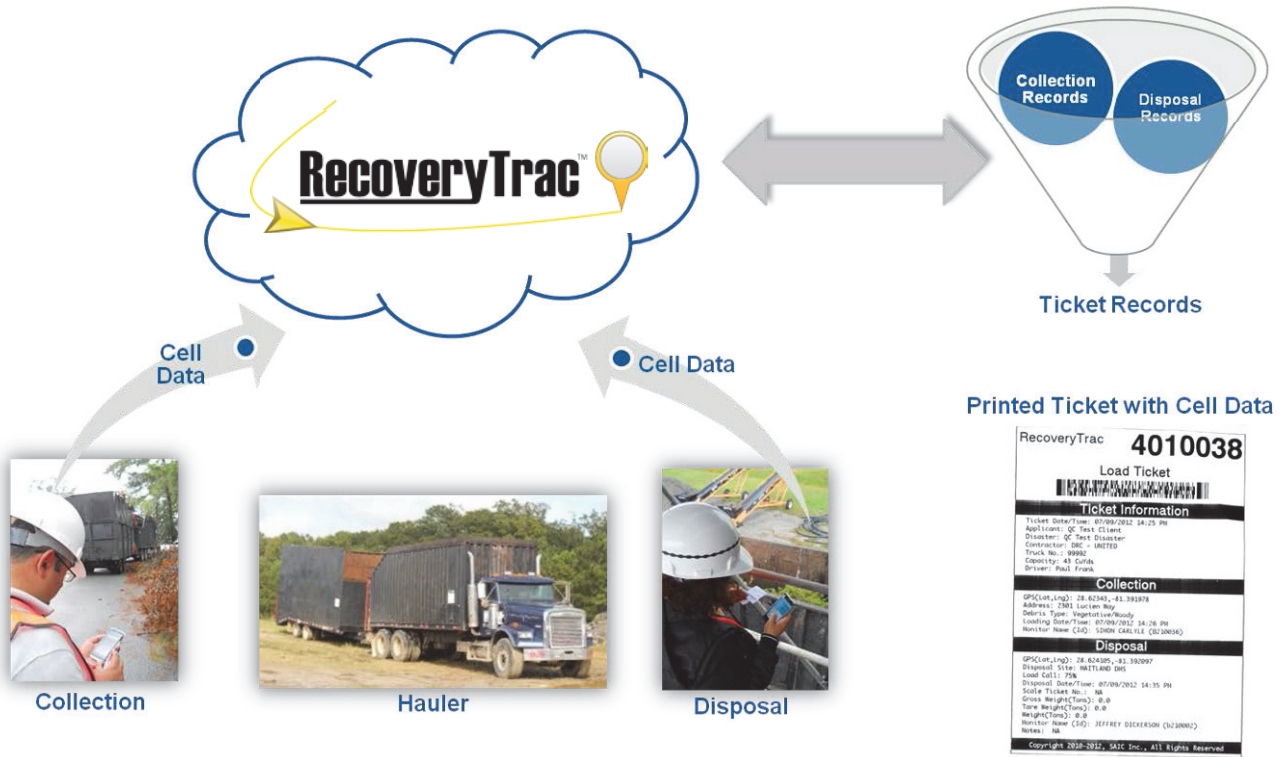 RecoveryTrac™
Collection
Records
Disposal
Records
Ticket Records
Cell
Data
Cell Data
Collection
Hauler
Disposal
Printed Ticket with Cell Data
RecoveryTrac 4010038
Load Ticket
Ticket Information
Ticket Date/Time: 07/09/2012 14:25 PM
Applicant: QC Test Client
Disaster: QC Test Disaster
Contractor: DRC - UNITED
Truck No.: 99992
Capacity: 43 CuYds
Driver: Paul Frank
Collection
GPS(Lat,Lng): 28.62343,-81.391978
Address: 2301 Lucien Way
Debris Type: Vegetative/Woody
Loading Date/Time: 07/09/2012 14:26 PM
Monitor Name (Id): SIMON CARLYLE (B210036)
Disposal
GPS(Lat,Lng): 28.624105,-81.392097
Disposal Site: MAITLAND DMS
Load Call: 75%
Disposal Date/Time: 07/09/2012 14:35 PM
Scale Ticket No.: NA
Gross Weight(Tons): 0.0
Tare Weight(Tons): 0.0
Weight(Tons): 0.0
Monitor Name (Id): JEFFREY DICKERSON (b210002)
Notes: NA
Copyright 2010-2012, SAIC Inc., All Rights Reserved